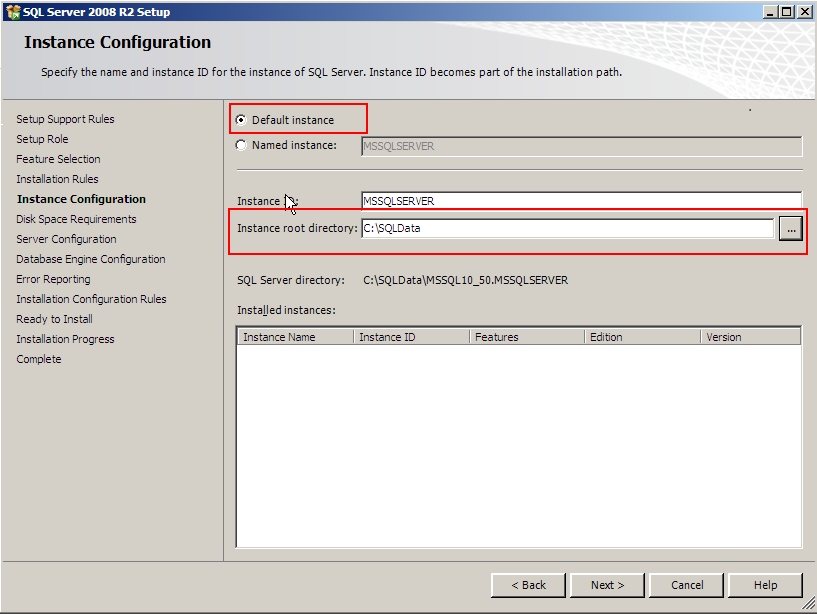 SQL Server 2008 R2 Setup
Instance Configuration
Specify the name and instance ID for the instance of SQL Server. Instance ID becomes part of the installation path.
Setup Support Rules
Setup Role
Feature Selection
Installation Rules
Instance Configuration
Disk Space Requirements
Server Configuration
Database Engine Configuration
Error Reporting
Installation Configuration Rules
Ready to Install
Installation Progress
Complete
Default instance
Named instance: MSSQLSERVER
Instance ID: MSSQLSERVER
Instance root directory: C:\SQLData ...
SQL Server directory: C:\SQLData\MSSQL10_50.MSSQLSERVER
Installed instances:
Instance Name Instance ID Features Edition Version
< Back Next > Cancel Help